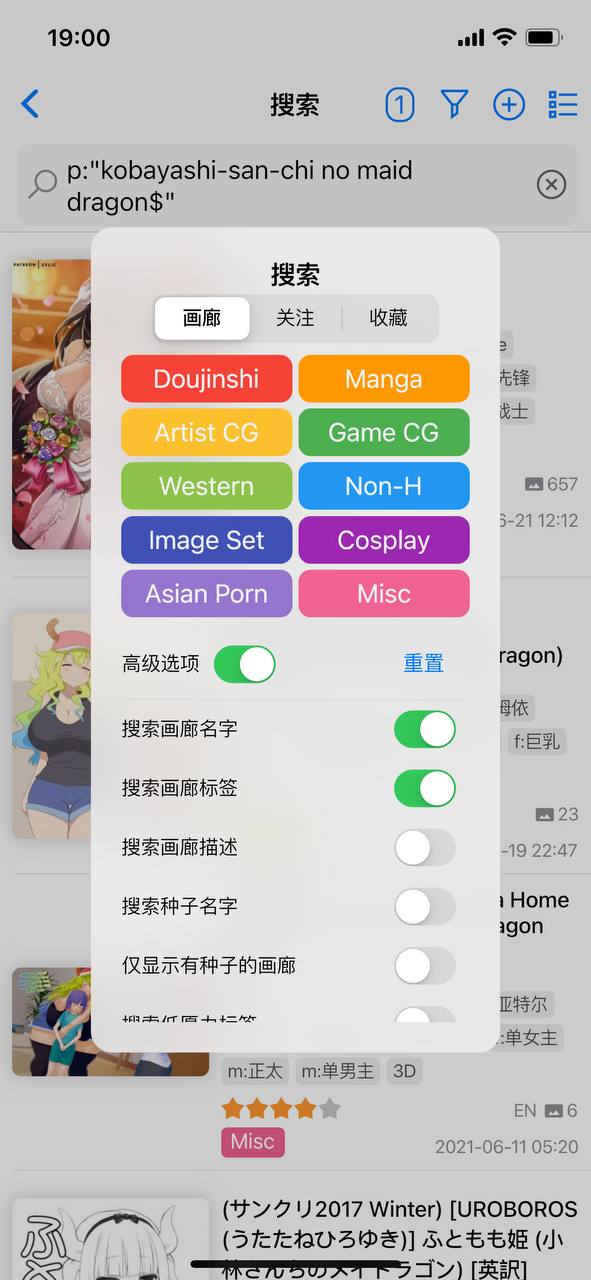 19:00
搜索
1
p:"kobayashi-san-chi no maid
dragon$"
PATREON | EXLIC
搜索
画廊 关注 收藏
Doujinshi Manga
Artist CG Game CG
Western Non-H
Image Set Cosplay
Asian Porn Misc
高级选项 重置
搜索画廊名字
搜索画廊标签
搜索画廊描述
搜索种子名字
仅显示有种子的画廊
e
先锋
战士
657
6-21 12:12
ragon)
姆依
f:巨乳
23
-19 22:47
a Home
agon
亚特尔
:单女主
m:正太 m:单男主 3D
EN 6
Misc 2021-06-11 05:20
(サンクリ2017 Winter) [UROBOROS
(うたたねひろゆき)] ふともも姫 (小
林さんちのメイドラゴン) [英訳]